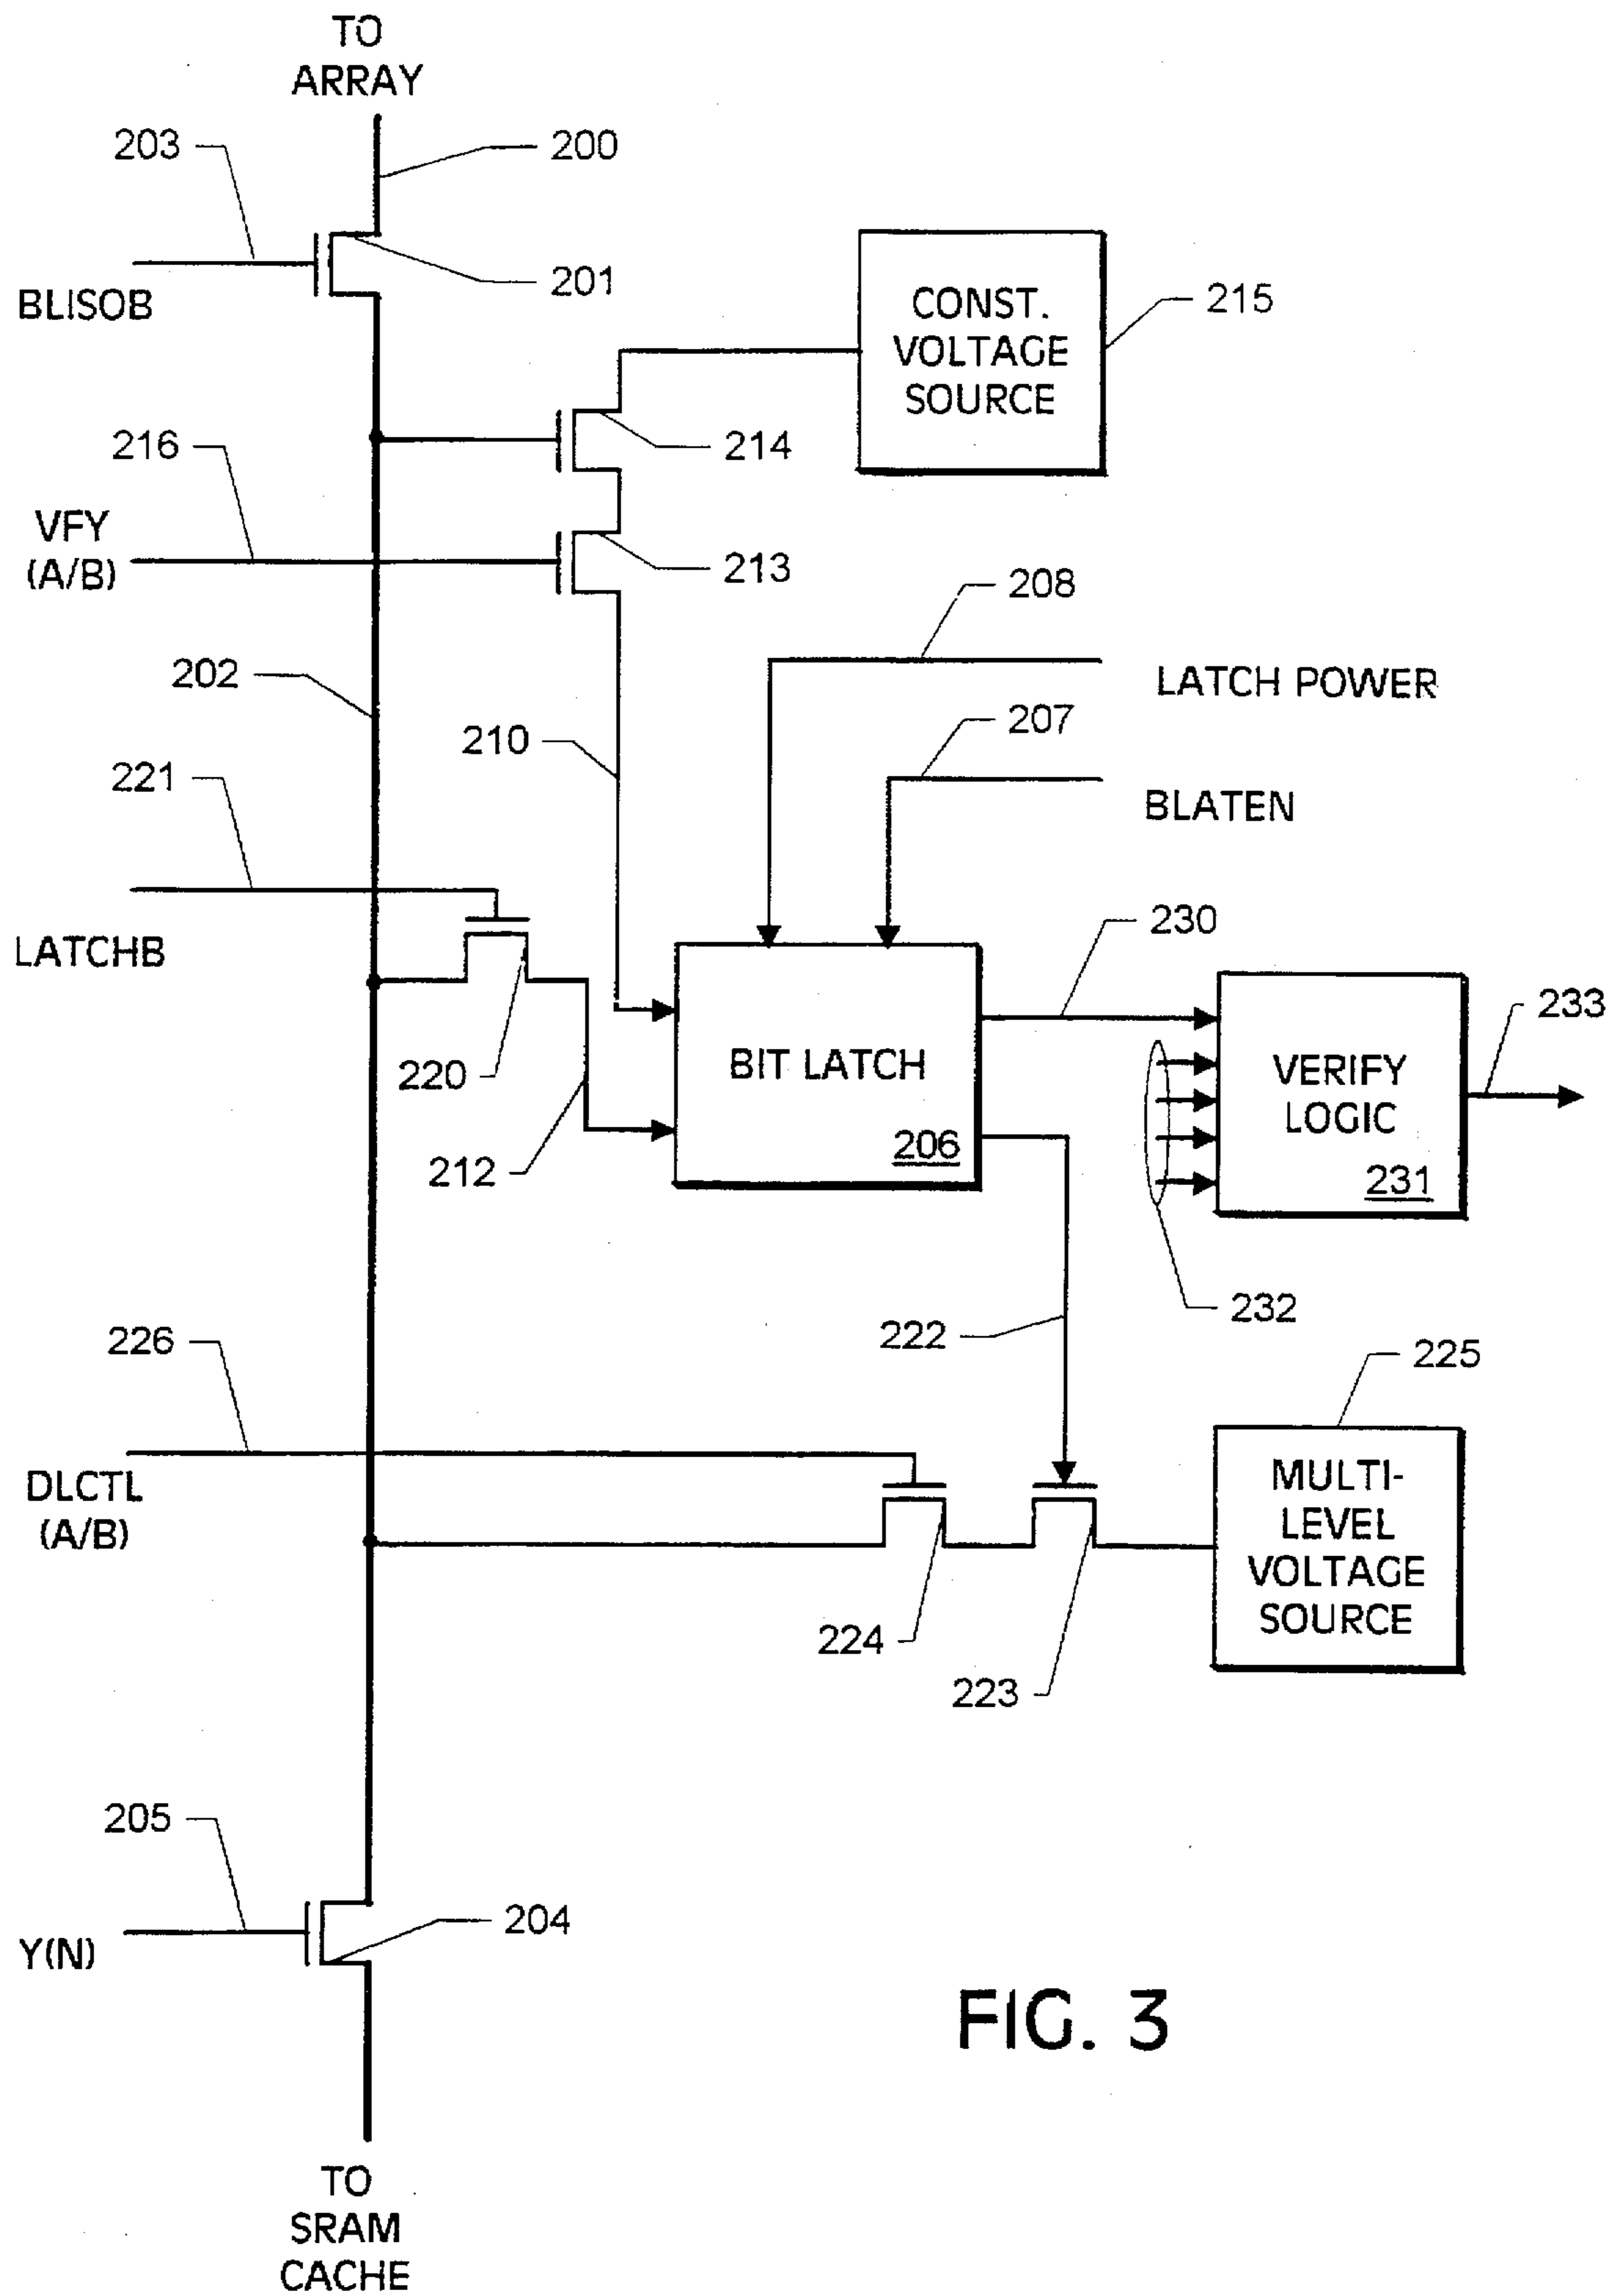 TO
ARRAY
203
200
201
BLISOB
CONST.
VOLTAGE
SOURCE
215
214
216
VFY
(A/B)
213
208
202
LATCH POWER
207
210
221
BLATEN
230
LATCHB
233
BIT LATCH
206
VERIFY
LOGIC
231
220
212
232
222
226
225
DLCTL
(A/B)
MULTI-
LEVEL
VOLTAGE
SOURCE
224
223
205
204
Y(N)
FIG. 3
TO
SRAM
CACHE